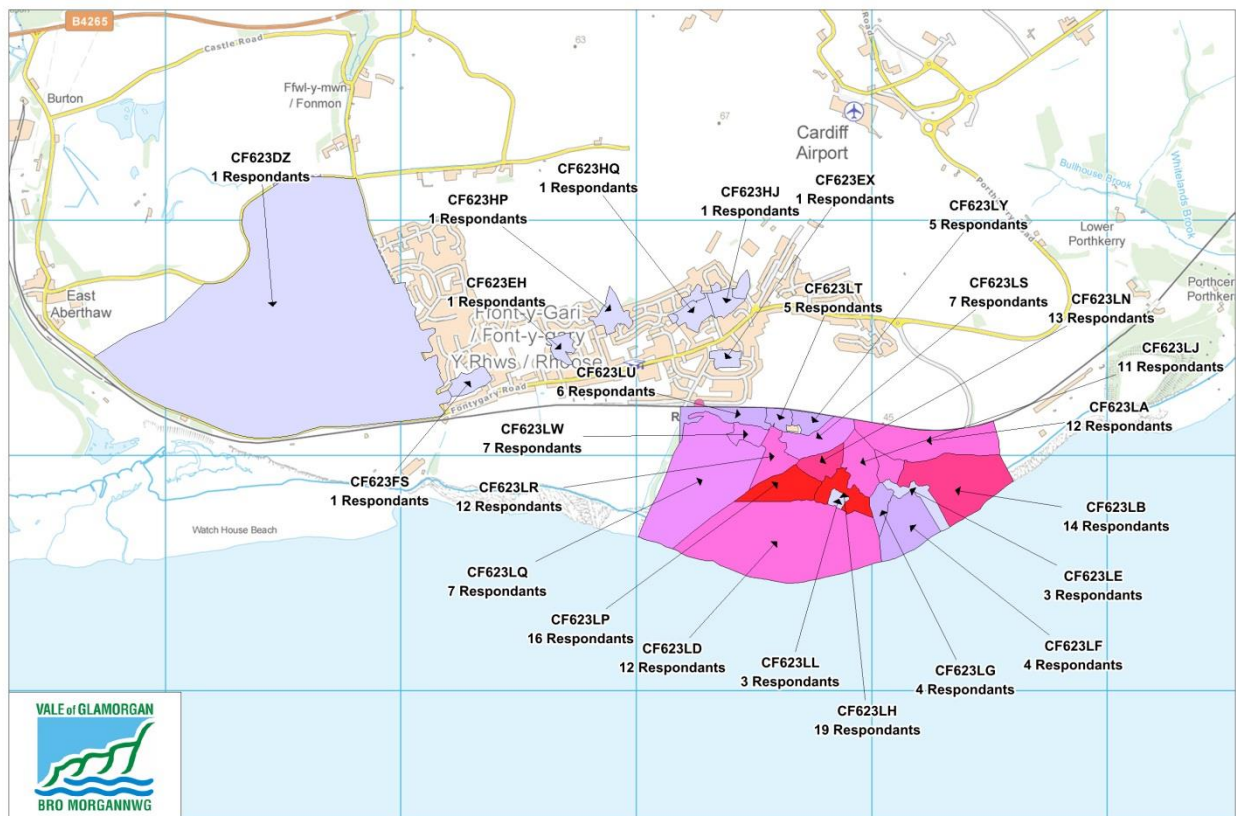 B4265
Castle Road
63
Burton
Ffwl-y-mwn
/ Fonmon
67
Cardiff
Airport
Road
Bullhouse Brook
Whitelands Brook
Porthkerry Road
Lower
Porthkerry
East
Aberthaw
Ffont-y-Gari
/ Font-y-gary
Y Rhws / Rhoose
Fontygary Road
45
Watch House Beach
CF623DZ
1 Respondants
CF623HP
1 Respondants
CF623HQ
1 Respondants
CF623HJ
1 Respondants
CF623EX
1 Respondants
CF623LY
5 Respondants
CF623EH
1 Respondants
CF623LT
5 Respondants
CF623LS
7 Respondants
CF623LN
13 Respondants
CF623LJ
11 Respondants
CF623LU
6 Respondants
CF623LA
12 Respondants
CF623LW
7 Respondants
CF623FS
1 Respondants
CF623LR
12 Respondants
CF623LB
14 Respondants
CF623LQ
7 Respondants
CF623LE
3 Respondants
CF623LP
16 Respondants
CF623LD
12 Respondants
CF623LL
3 Respondants
CF623LG
4 Respondants
CF623LF
4 Respondants
CF623LH
19 Respondants
VALE of GLAMORGAN
BRO MORGANNWG